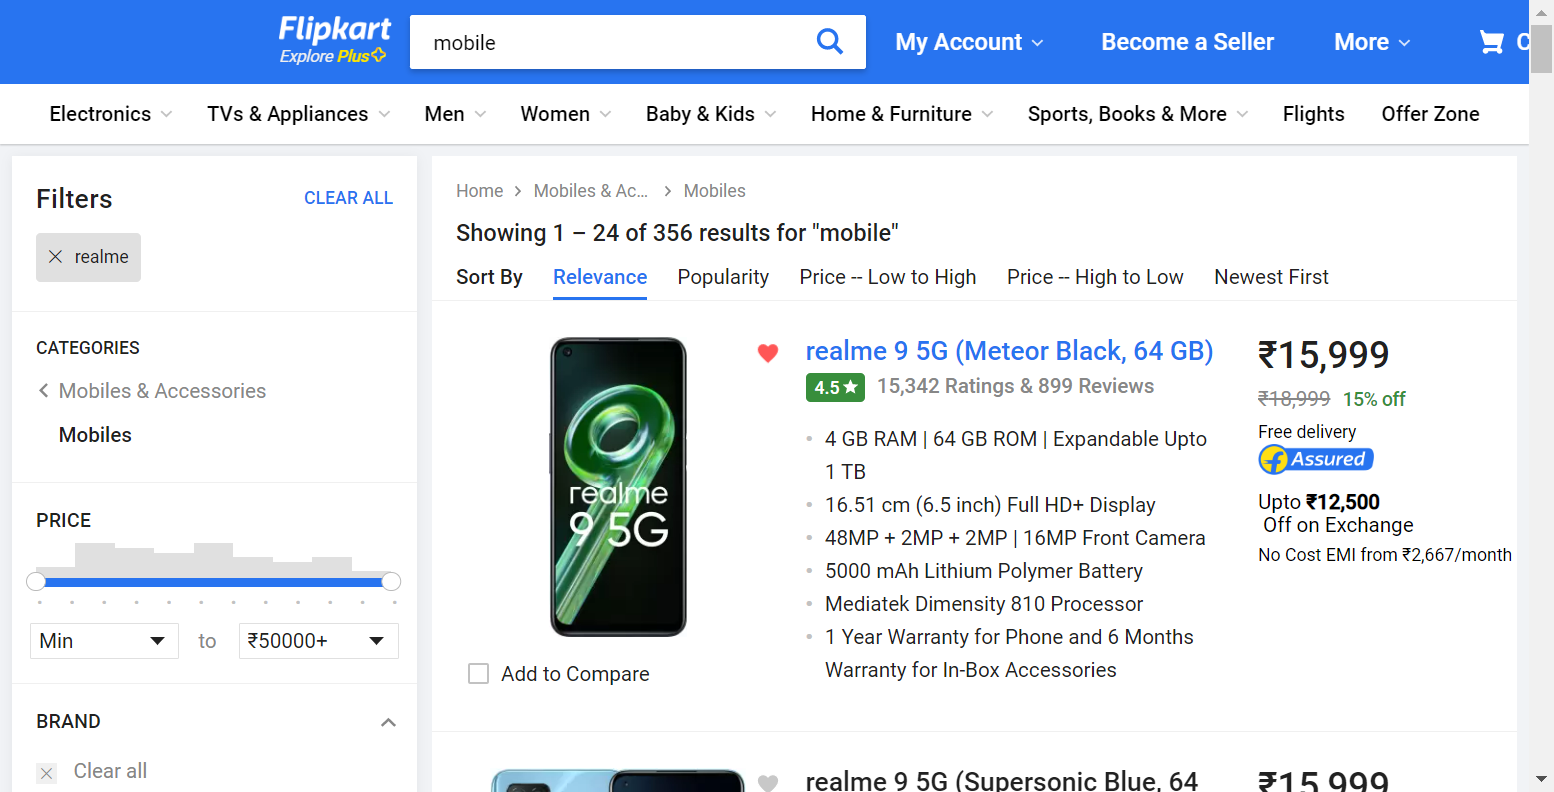 Flipkart
Explore Plus
mobile
My Account
Become a Seller
More
C
Electronics
TVs & Appliances
Men
Women
Baby & Kids
Home & Furniture
Sports, Books & More
Flights
Offer Zone
Filters
CLEAR ALL
realme
CATEGORIES
Mobiles & Accessories
Mobiles
PRICE
Min
to
₹50000+
BRAND
Clear all
Home
Mobiles & Ac...
Mobiles
Showing 1 – 24 of 356 results for "mobile"
Sort By
Relevance
Popularity
Price -- Low to High
Price -- High to Low
Newest First
realme
9 5G
Add to Compare
realme 9 5G (Meteor Black, 64 GB)
4.5★
15,342 Ratings & 899 Reviews
4 GB RAM | 64 GB ROM | Expandable Upto
1 TB
16.51 cm (6.5 inch) Full HD+ Display
48MP + 2MP + 2MP | 16MP Front Camera
5000 mAh Lithium Polymer Battery
Mediatek Dimensity 810 Processor
1 Year Warranty for Phone and 6 Months
Warranty for In-Box Accessories
₹15,999
₹18,999 15% off
Free delivery
f Assured
Upto ₹12,500
Off on Exchange
No Cost EMI from ₹2,667/month
realme 9 5G (Supersonic Blue, 64
₹15,999